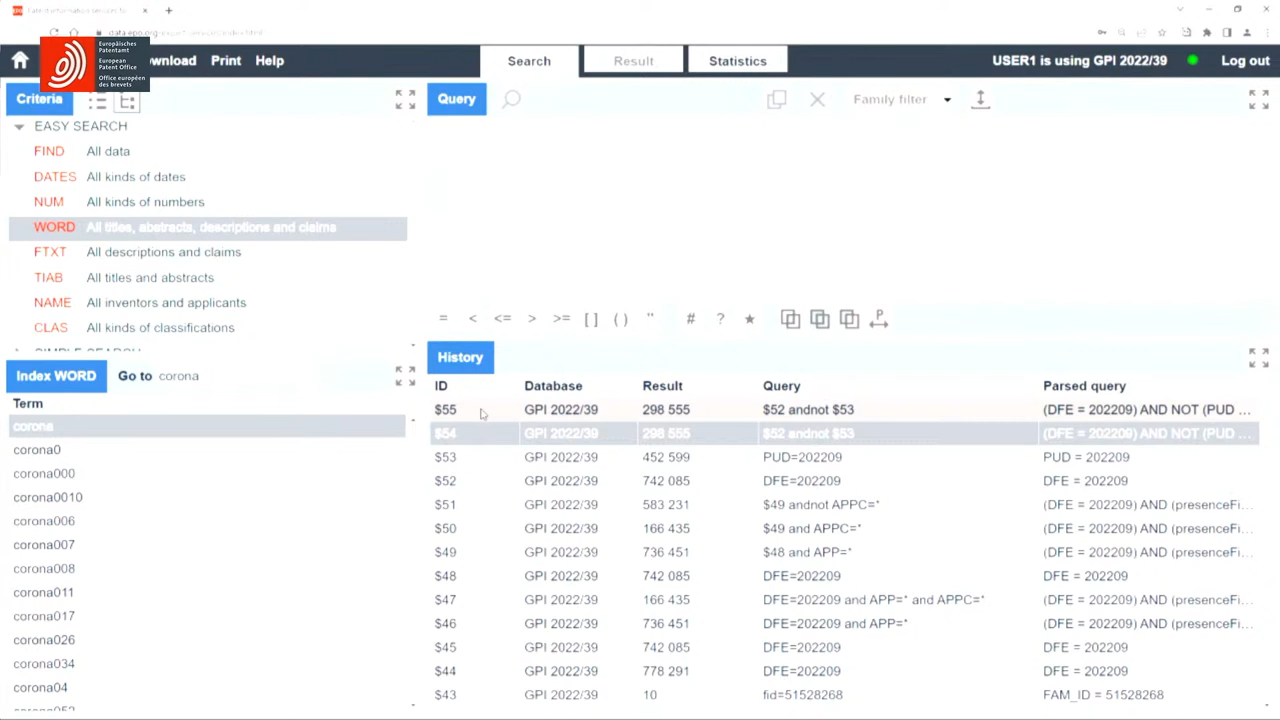 Europäisches
Patentamt
European
Patent Office
Office européen
des brevets
Print
Help
Search
Result
Statistics
USER1 is using GPI 2022/39
Log out
Criteria
EASY SEARCH
FIND All data
DATES All kinds of dates
NUM All kinds of numbers
WORD All titles, abstracts, descriptions and claims
FTXT All descriptions and claims
TIAB All titles and abstracts
NAME All inventors and applicants
CLAS All kinds of classifications
Index WORD Go to corona
Term
corona
corona0
corona000
corona0010
corona006
corona007
corona008
corona011
corona017
corona026
corona034
corona04
Query
Family filter
= < <= > >= [ ] ( ) " # ? ★
History
ID Database Result Query Parsed query
$55 GPI 2022/39 298 555 $52 andnot $53 (DFE = 202209) AND NOT (PUD ...
$54 GPI 2022/39 298 555 $52 andnot $53 (DFE = 202209) AND NOT (PUD ...
$53 GPI 2022/39 452 599 PUD=202209 PUD = 202209
$52 GPI 2022/39 742 085 DFE=202209 DFE = 202209
$51 GPI 2022/39 583 231 $49 andnot APPC=* (DFE = 202209) AND (presenceFi...
$50 GPI 2022/39 166 435 $49 and APPC=* (DFE = 202209) AND (presenceFi...
$49 GPI 2022/39 736 451 $48 and APP=* (DFE = 202209) AND (presenceFi...
$48 GPI 2022/39 742 085 DFE=202209 DFE = 202209
$47 GPI 2022/39 166 435 DFE=202209 and APP=* and APPC=* (DFE = 202209) AND (presenceFi...
$46 GPI 2022/39 736 451 DFE=202209 and APP=* (DFE = 202209) AND (presenceFi...
$45 GPI 2022/39 742 085 DFE=202209 DFE = 202209
$44 GPI 2022/39 778 291 DFE=202209 DFE = 202209
$43 GPI 2022/39 10 fid=51528268 FAM_ID = 51528268